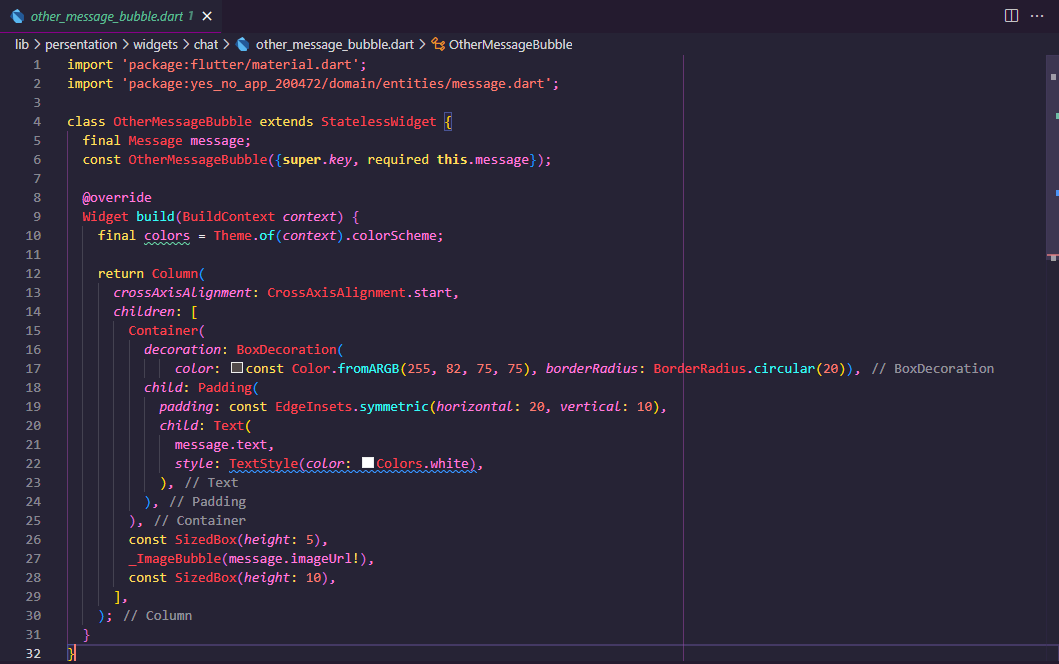 other_message_bubble.dart 1
lib > persentation > widgets > chat > other_message_bubble.dart > OtherMessageBubble
1 import 'package:flutter/material.dart';
2 import 'package:yes_no_app_200472/domain/entities/message.dart';
3
4 class OtherMessageBubble extends StatelessWidget {
5   final Message message;
6   const OtherMessageBubble({super.key, required this.message});
7
8   @override
9   Widget build(BuildContext context) {
10     final colors = Theme.of(context).colorScheme;
11
12     return Column(
13       crossAxisAlignment: CrossAxisAlignment.start,
14       children: [
15         Container(
16           decoration: BoxDecoration(
17               color: const Color.fromARGB(255, 82, 75, 75), borderRadius: BorderRadius.circular(20)), // BoxDecoration
18           child: Padding(
19             padding: const EdgeInsets.symmetric(horizontal: 20, vertical: 10),
20             child: Text(
21               message.text,
22               style: TextStyle(color: Colors.white),
23             ), // Text
24           ), // Padding
25         ), // Container
26         const SizedBox(height: 5),
27         _ImageBubble(message.imageUrl!),
28         const SizedBox(height: 10),
29       ],
30     ); // Column
31   }
32 }